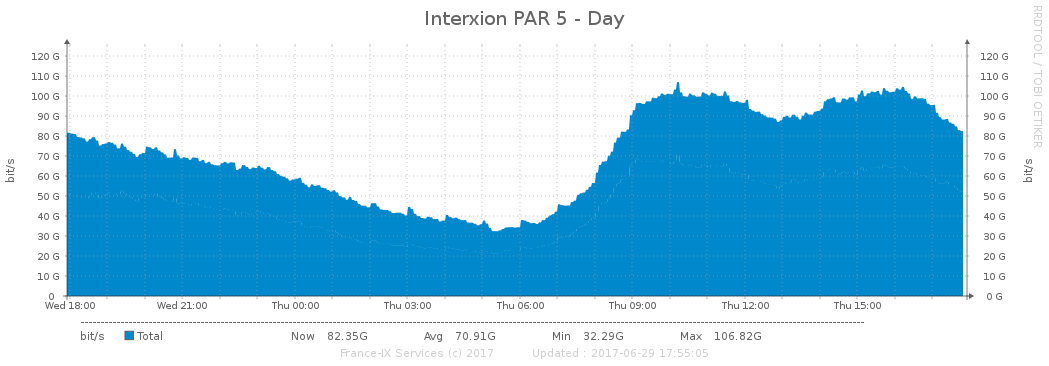 Interxion PAR 5 - Day
RRDTOOL / TOBI OETIKER
120 G 120 G
110 G 110 G
100 G 100 G
90 G 90 G
80 G 80 G
70 G 70 G
60 G 60 G
50 G 50 G
40 G 40 G
30 G 30 G
20 G 20 G
10 G 10 G
0 0 G
bit/s
bit/s
Wed 18:00 Wed 21:00 Thu 00:00 Thu 03:00 Thu 06:00 Thu 09:00 Thu 12:00 Thu 15:00
bit/s Total Now 82.35G Avg 70.91G Min 32.29G Max 106.82G
France-IX Services (c) 2017 Updated : 2017-06-29 17:55:05